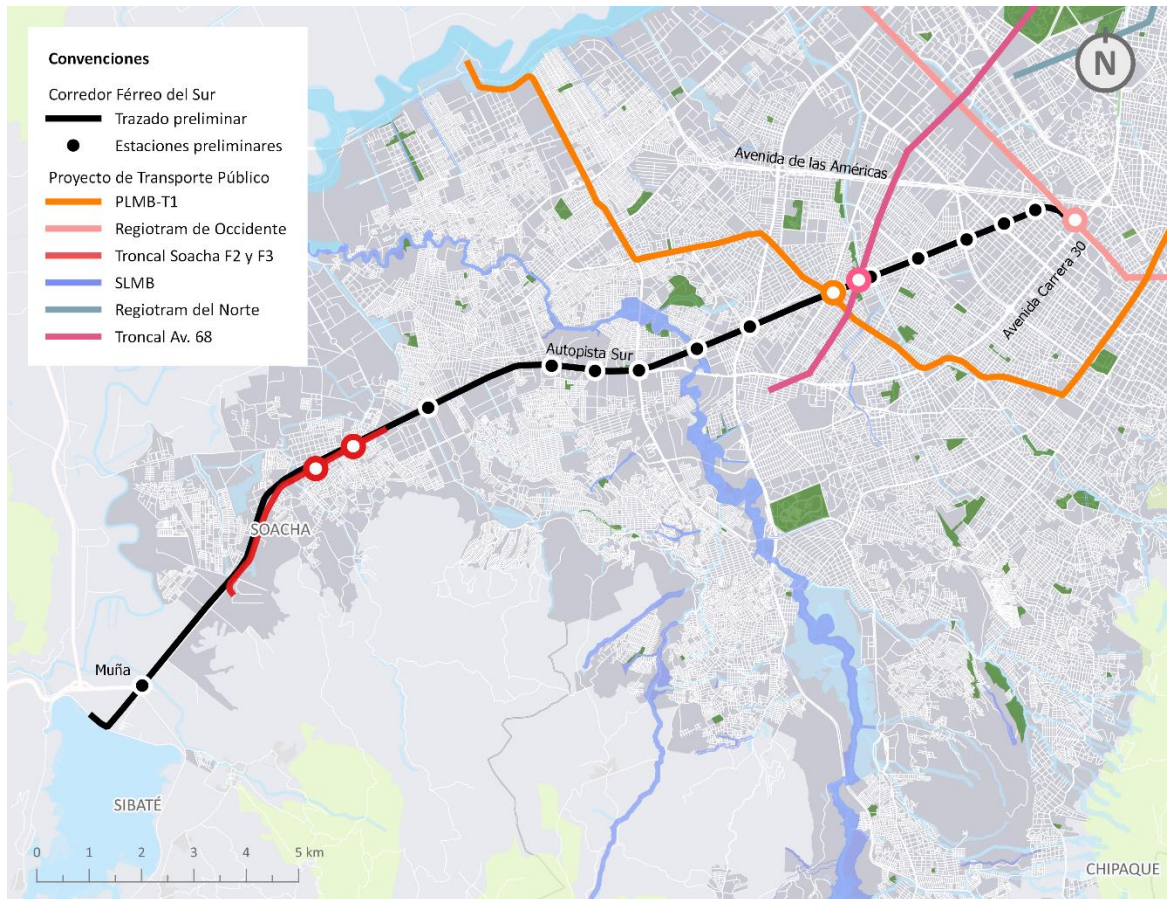 Convenciones
Corredor Férreo del Sur
Trazado preliminar
Estaciones preliminares
Proyecto de Transporte Público
PLMB-T1
Regiotram de Occidente
Troncal Soacha F2 y F3
SLMB
Regiotram del Norte
Troncal Av. 68
N
Avenida de las Américas
Avenida Carrera 30
Autopista Sur
SOACHA
Muña
SIBATÉ
0 1 2 3 4 5 km
CHIPAQUE